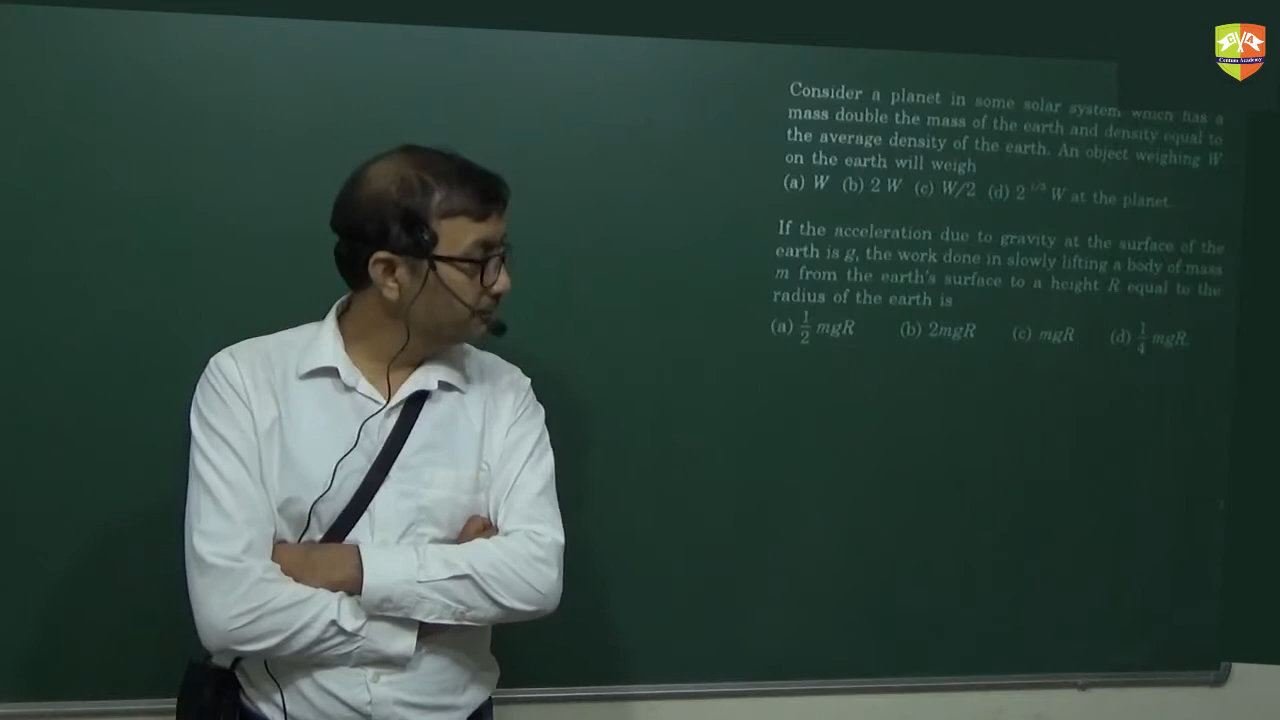 Centum Academy
Consider a planet in some solar system which has a
mass double the mass of the earth and density equal to
the average density of the earth. An object weighing W
on the earth will weigh
(a) W (b) 2 W (c) W/2 (d) 2^{1/3} W at the planet.
If the acceleration due to gravity at the surface of the
earth is g, the work done in slowly lifting a body of mass
m from the earth's surface to a height R equal to the
radius of the earth is
(a) \frac{1}{2} mgR (b) 2mgR (c) mgR (d) \frac{1}{4} mgR.